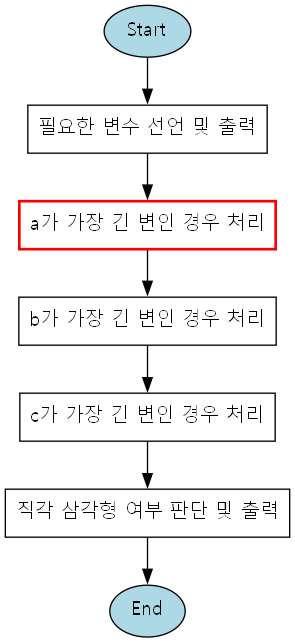 Start
필요한 변수 선언 및 출력
a가 가장 긴 변인 경우 처리
b가 가장 긴 변인 경우 처리
c가 가장 긴 변인 경우 처리
직각 삼각형 여부 판단 및 출력
End